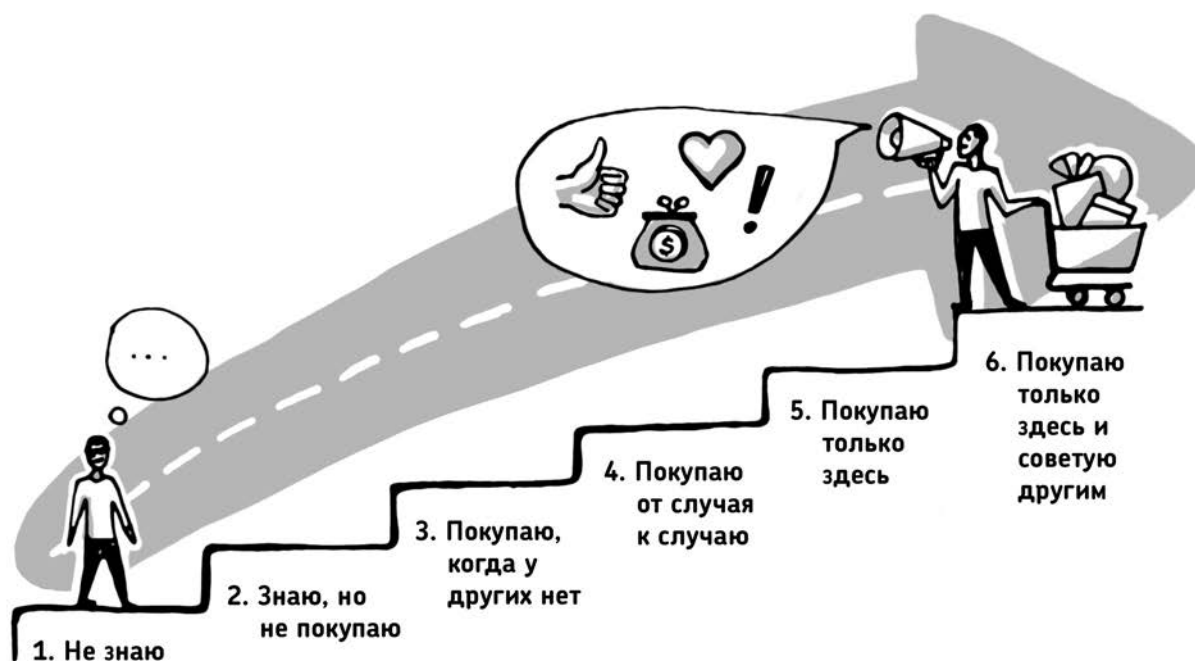 ...
1. Не знаю
2. Знаю, но
не покупаю
3. Покупаю,
когда у
других нет
4. Покупаю
от случая
к случаю
5. Покупаю
только
здесь
6. Покупаю
только
здесь и
советую
другим
!
$